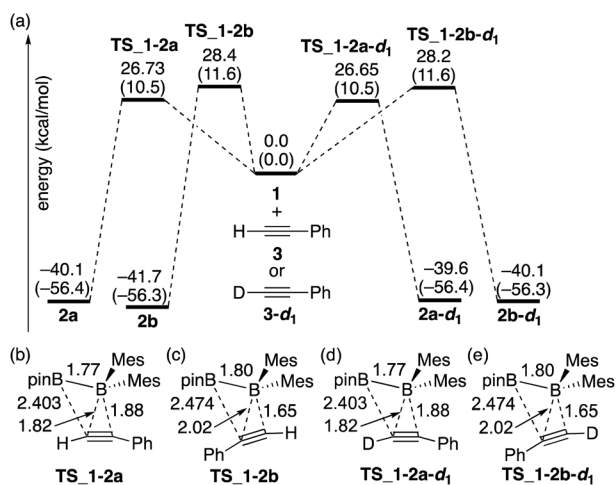 (a)
TS_1-2a
26.73
(10.5)
TS_1-2b
28.4
(11.6)
TS_1-2a-d1
26.65
(10.5)
TS_1-2b-d1
28.2
(11.6)
energy (kcal/mol)
0.0
(0.0)
1
+
H Ph
3
or
D Ph
3-d1
−40.1
(−56.4)
2a
−41.7
(−56.3)
2b
−39.6
(−56.4)
2a-d1
−40.1
(−56.3)
2b-d1
(b)
1.77
Mes
pinB B Mes
2.403
1.82
1.88
H Ph
TS_1-2a
(c)
1.80
Mes
pinB B Mes
2.474
2.02
1.65
H
Ph
TS_1-2b
(d)
1.77
Mes
pinB B Mes
2.403
1.82
1.88
D Ph
TS_1-2a-d1
(e)
1.80
Mes
pinB B Mes
2.474
2.02
1.65
D
Ph
TS_1-2b-d1